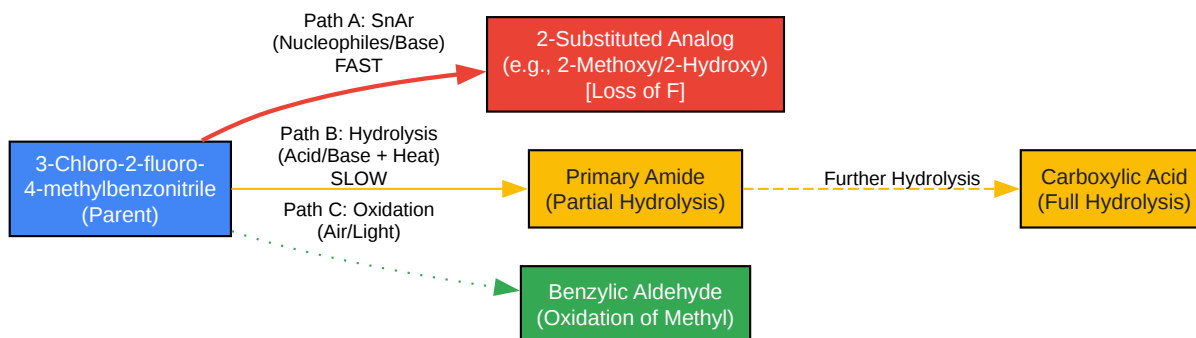 Path A: SnAr
(Nucleophiles/Base)
FAST
2-Substituted Analog
(e.g., 2-Methoxy/2-Hydroxy)
[Loss of F]
3-Chloro-2-fluoro-
4-methylbenzonitrile
(Parent)
Path B: Hydrolysis
(Acid/Base + Heat)
SLOW
Primary Amide
(Partial Hydrolysis)
Further Hydrolysis
Carboxylic Acid
(Full Hydrolysis)
Path C: Oxidation
(Air/Light)
Benzylic Aldehyde
(Oxidation of Methyl)